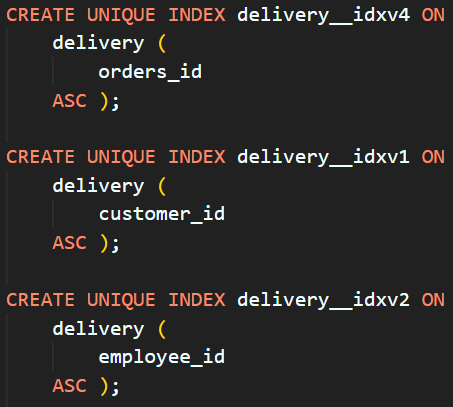 CREATE UNIQUE INDEX delivery__idxv4 ON
delivery (
orders_id
ASC );
CREATE UNIQUE INDEX delivery__idxv1 ON
delivery (
customer_id
ASC );
CREATE UNIQUE INDEX delivery__idxv2 ON
delivery (
employee_id
ASC );